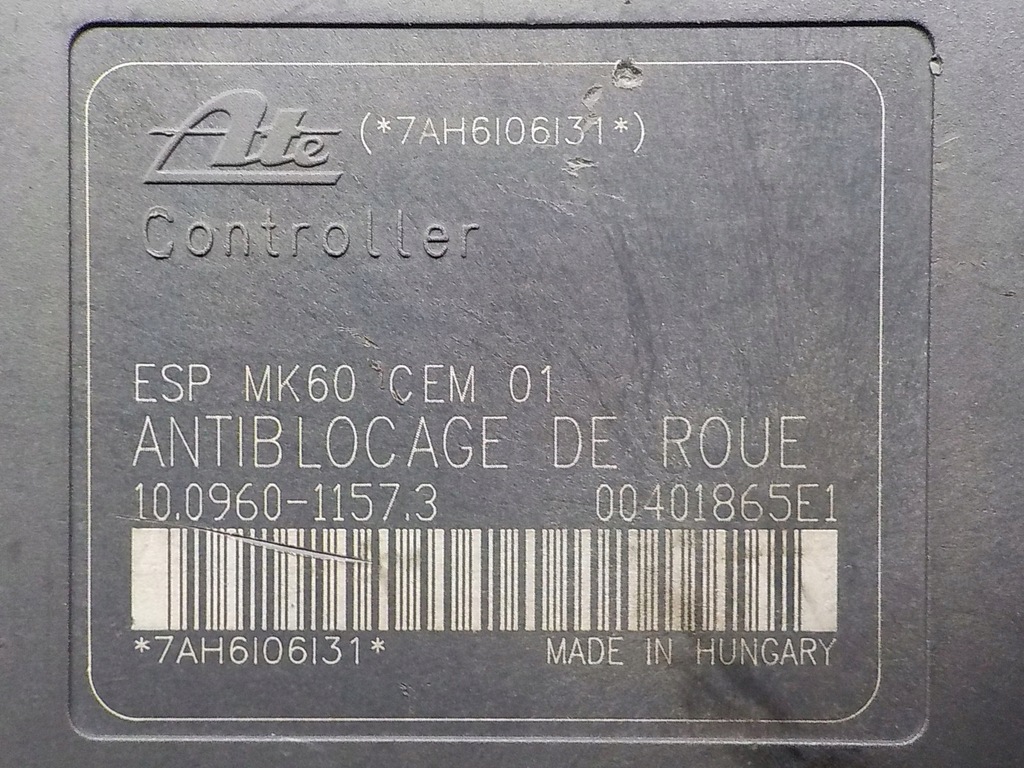 Ate (*7AH6I06I31*)
Controller
ESP MK60 CEM 01
ANTIBLOCAGE DE ROUE
10.0960-1157.3 00401865E1
*7AH6I06I31* MADE IN HUNGARY